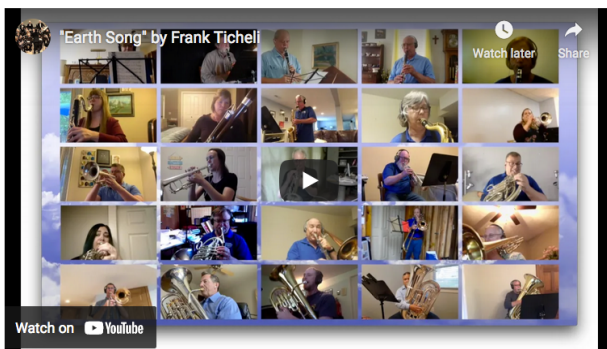 "Earth Song" by Frank Ticheli
Watch later
Share
Watch on YouTube